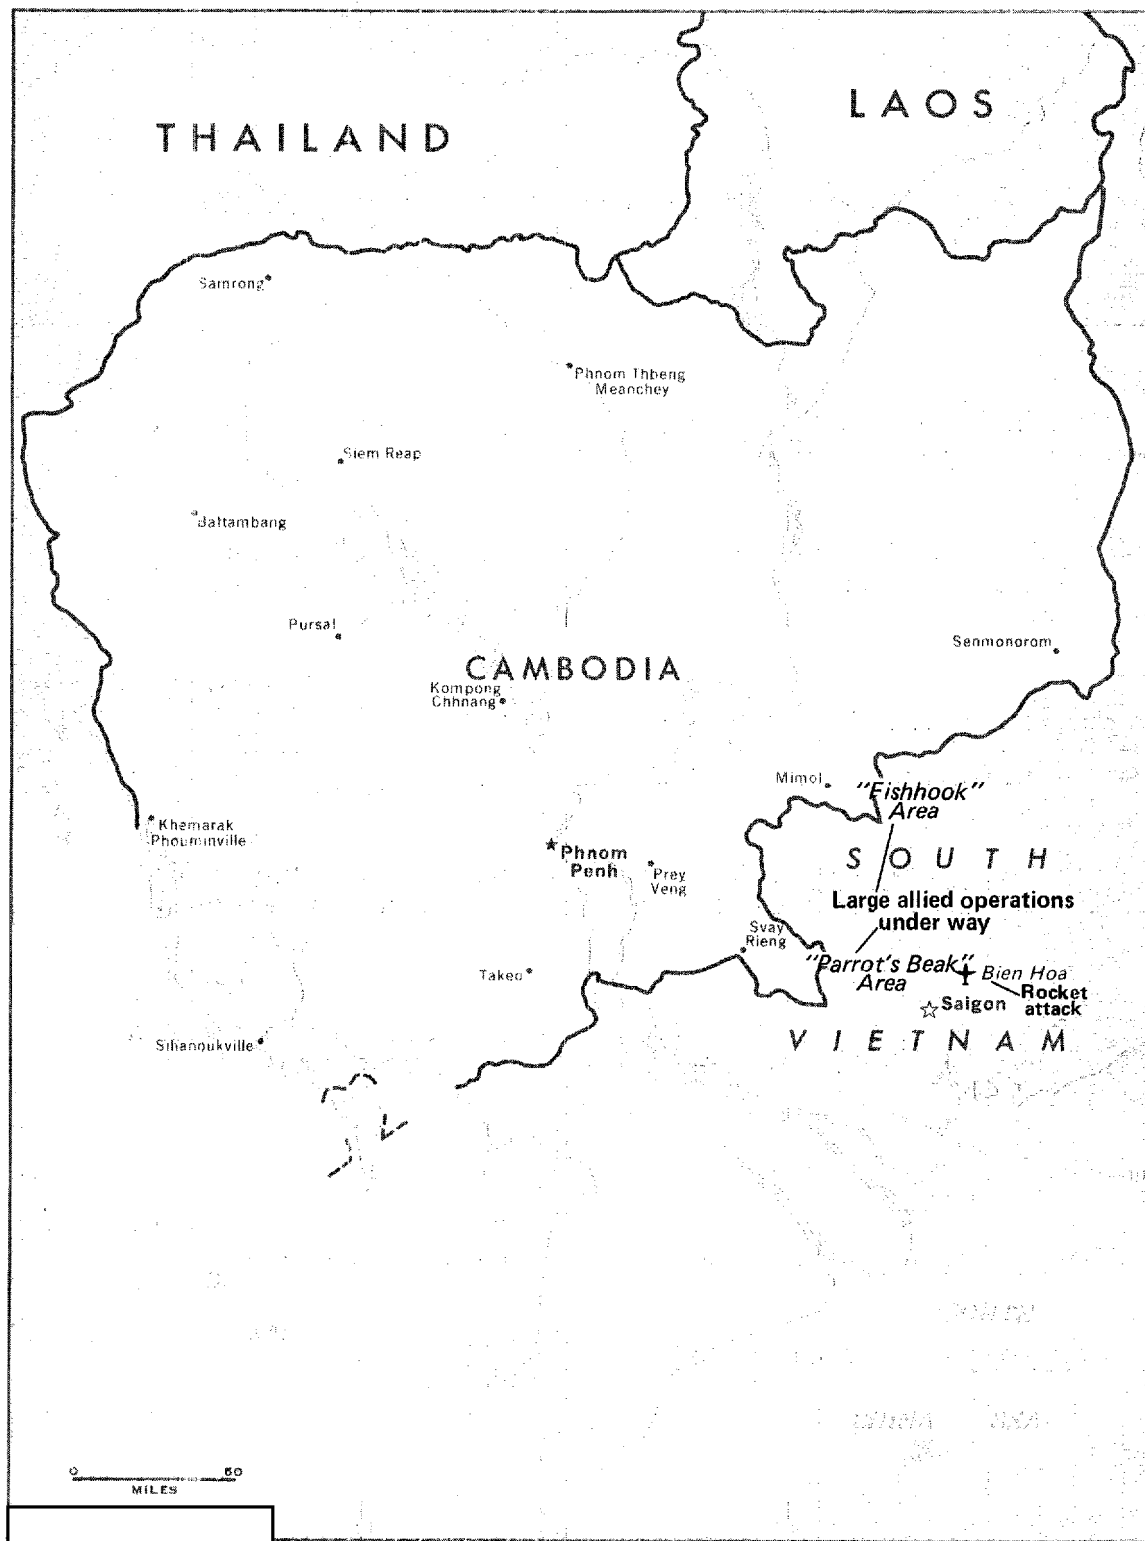 THAILAND
LAOS
Samrong
Phnom Thbeng
Meanchey
Siem Reap
Battambang
Pursat
Senmonorom
CAMBODIA
Kompong
Chhnang
Mimot
"Fishhook"
Area
Khemarak
Phouminville
Phnom
Penh
Prey
Veng
SOUTH
Large allied operations
under way
Svay
Rieng
"Parrot's Beak"
Area
Bien Hoa
Rocket
attack
Takeo
Saigon
Sihanoukville
VIETNAM
0 50
MILES